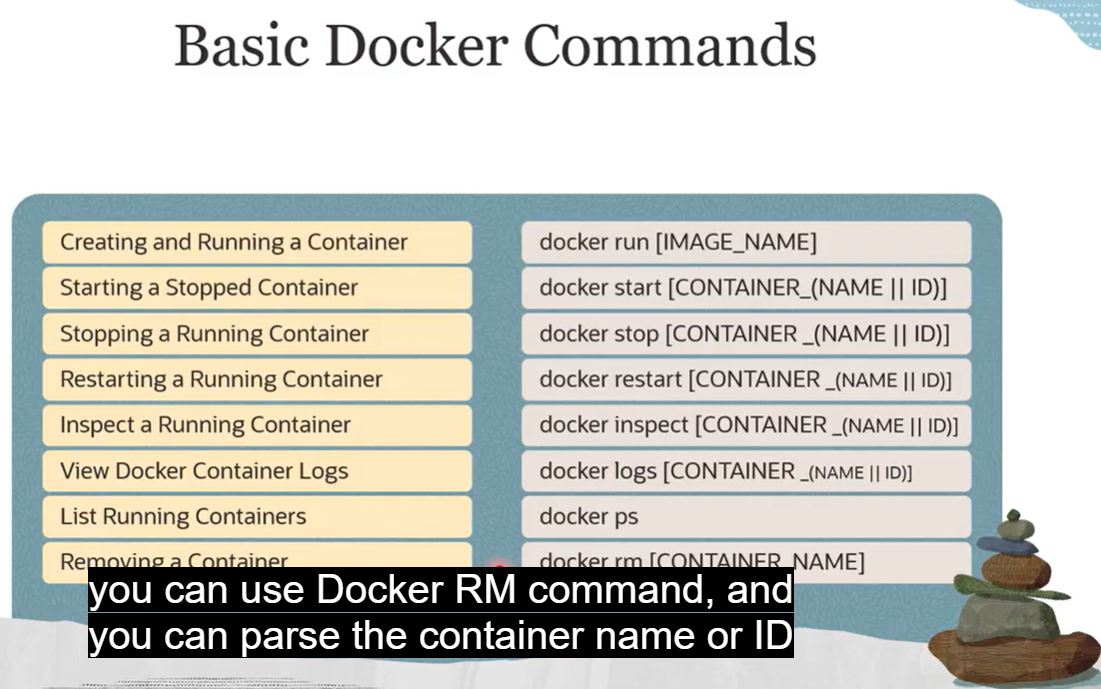 Basic Docker Commands
Creating and Running a Container
docker run [IMAGE_NAME]
Starting a Stopped Container
docker start [CONTAINER_(NAME || ID)]
Stopping a Running Container
docker stop [CONTAINER _(NAME || ID)]
Restarting a Running Container
docker restart [CONTAINER _(NAME || ID)]
Inspect a Running Container
docker inspect [CONTAINER _(NAME || ID)]
View Docker Container Logs
docker logs [CONTAINER _(NAME || ID)]
List Running Containers
docker ps
Removing a Container
docker rm [CONTAINER_NAME]
you can use Docker RM command, and
you can parse the container name or ID